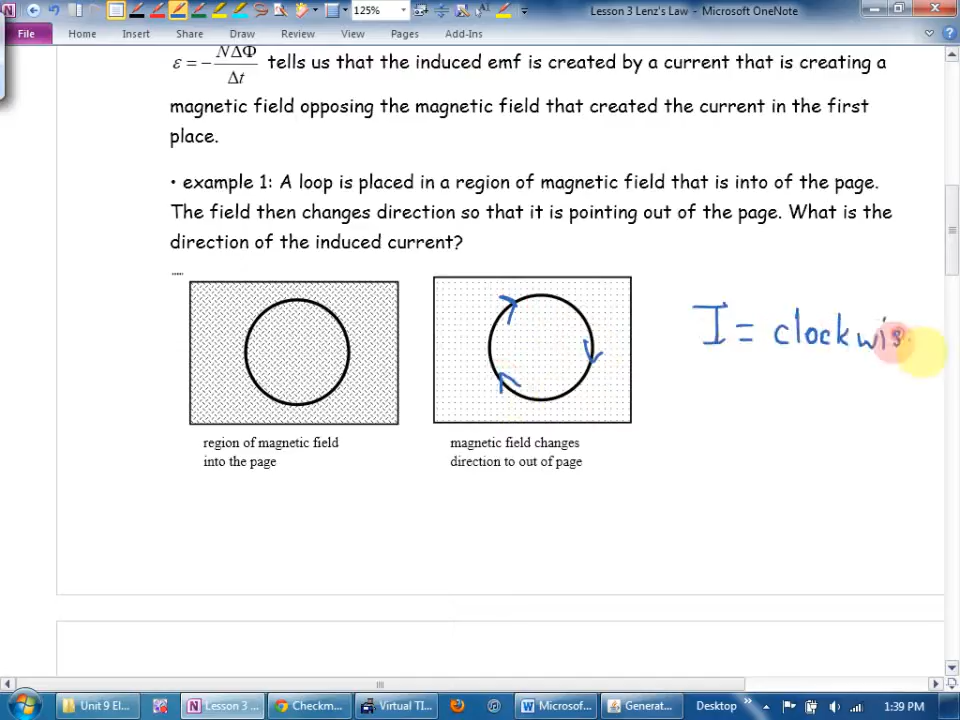 125%
Lesson 3 Lenz's Law - Microsoft OneNote
File Home Insert Share Draw Review View Pages Add-Ins
ε = - NΔΦ / Δt tells us that the induced emf is created by a current that is creating a
magnetic field opposing the magnetic field that created the current in the first
place.
• example 1: A loop is placed in a region of magnetic field that is into of the page.
The field then changes direction so that it is pointing out of the page. What is the
direction of the induced current?
I = clockwis
region of magnetic field
into the page
magnetic field changes
direction to out of page
Unit 9 El... Lesson 3 ... Checkm... Virtual TI... Microsof... Generat... Desktop » 1:39 PM